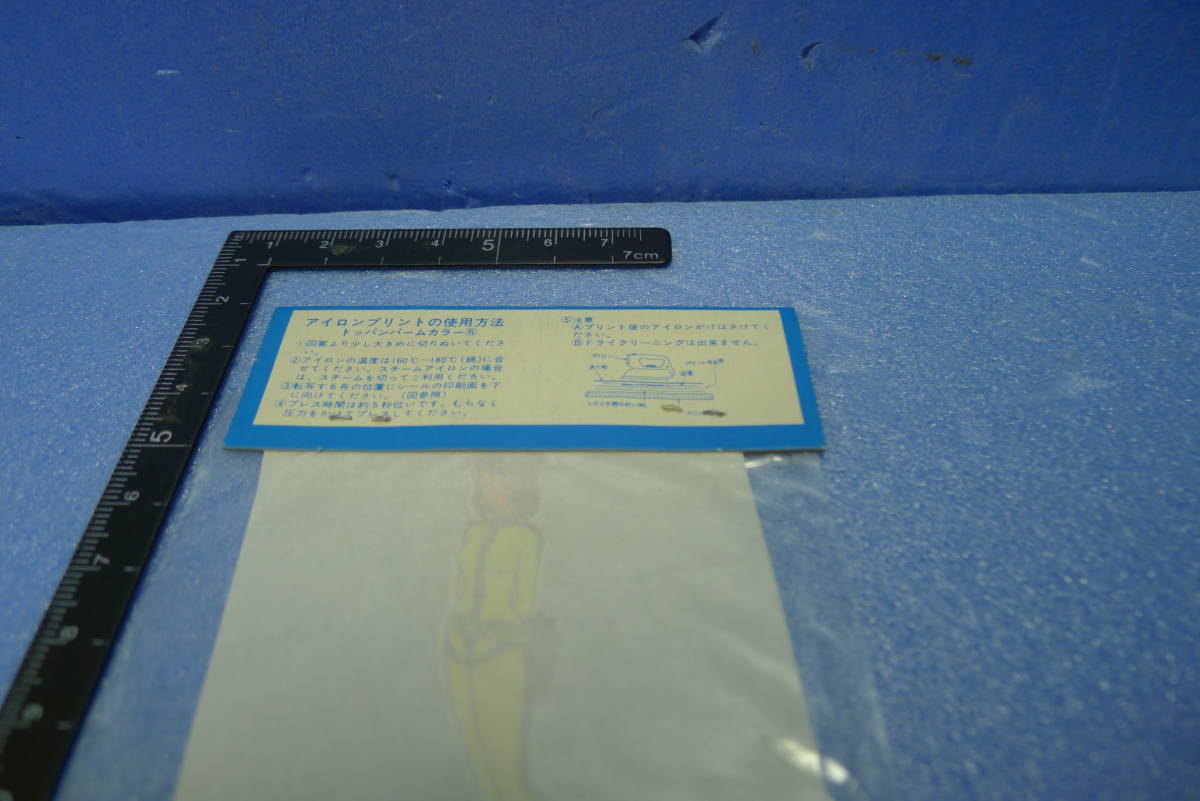 1 2 3 4 5 6 7
7cm
1
2
3
4
5
6
7
8
9
アイロンプリントの使用方法
トッパンパームカラーⓇ
①図案より少し大きめに切りぬいてくださ
い。
②アイロンの温度は160℃〜180℃(綿)に合
せてください。スチームアイロンの場合
は、スチームを切ってご利用ください。
③転写する布の位置にシールの印刷面を下
に向けてください。(図参照)
④プレス時間は約5秒位いです。むらなく
圧力をかけてプレスしてください。
⑤注意
Ⓐプリント後のアイロンがけはさけてく
ださい。
Ⓑドライクリーニングは出来ません。
アイロン